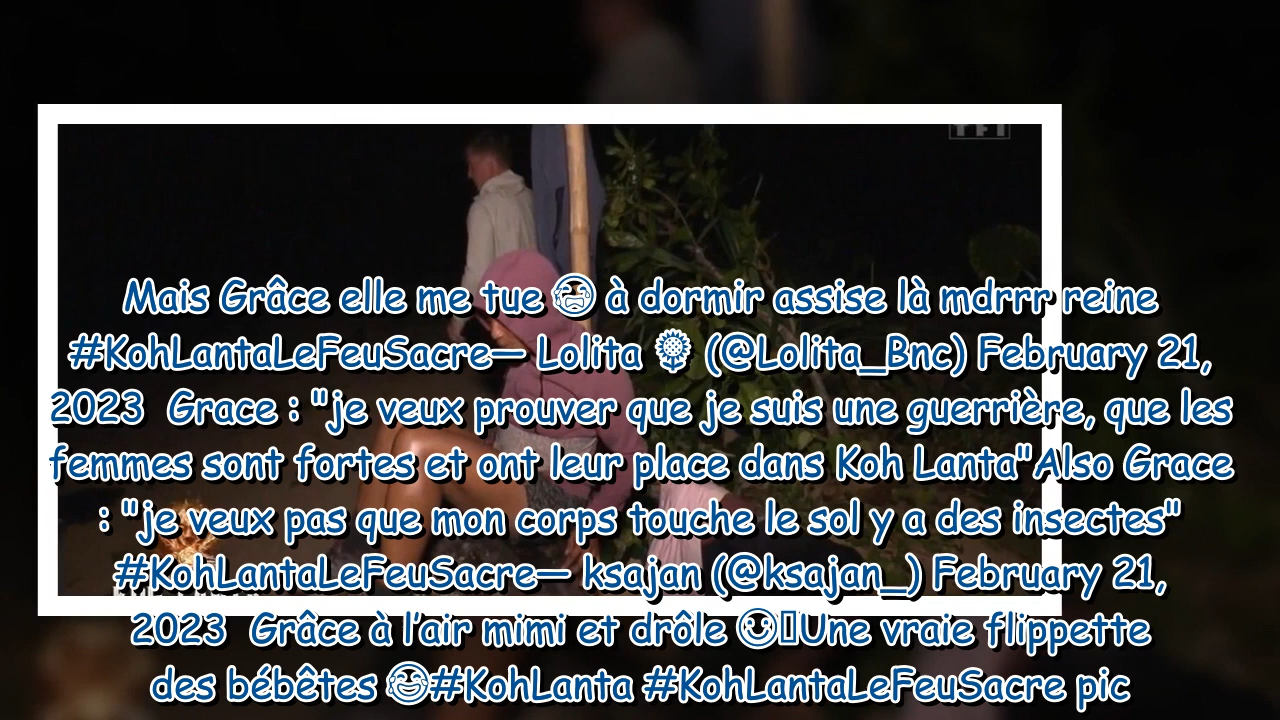 TF1
Mais Grâce elle me tue 😭 à dormir assise là mdrrr reine
#KohLantaLeFeuSacre— Lolita 🌻 (@Lolita_Bnc) February 21,
2023 Grace : "je veux prouver que je suis une guerrière, que les
femmes sont fortes et ont leur place dans Koh Lanta"Also Grace
: "je veux pas que mon corps touche le sol y a des insectes"
#KohLantaLeFeuSacre— ksajan (@ksajan_) February 21,
2023 Grâce à l’air mimi et drôle 😍▯Une vraie flippette
des bébêtes 😂#KohLanta #KohLantaLeFeuSacre pic